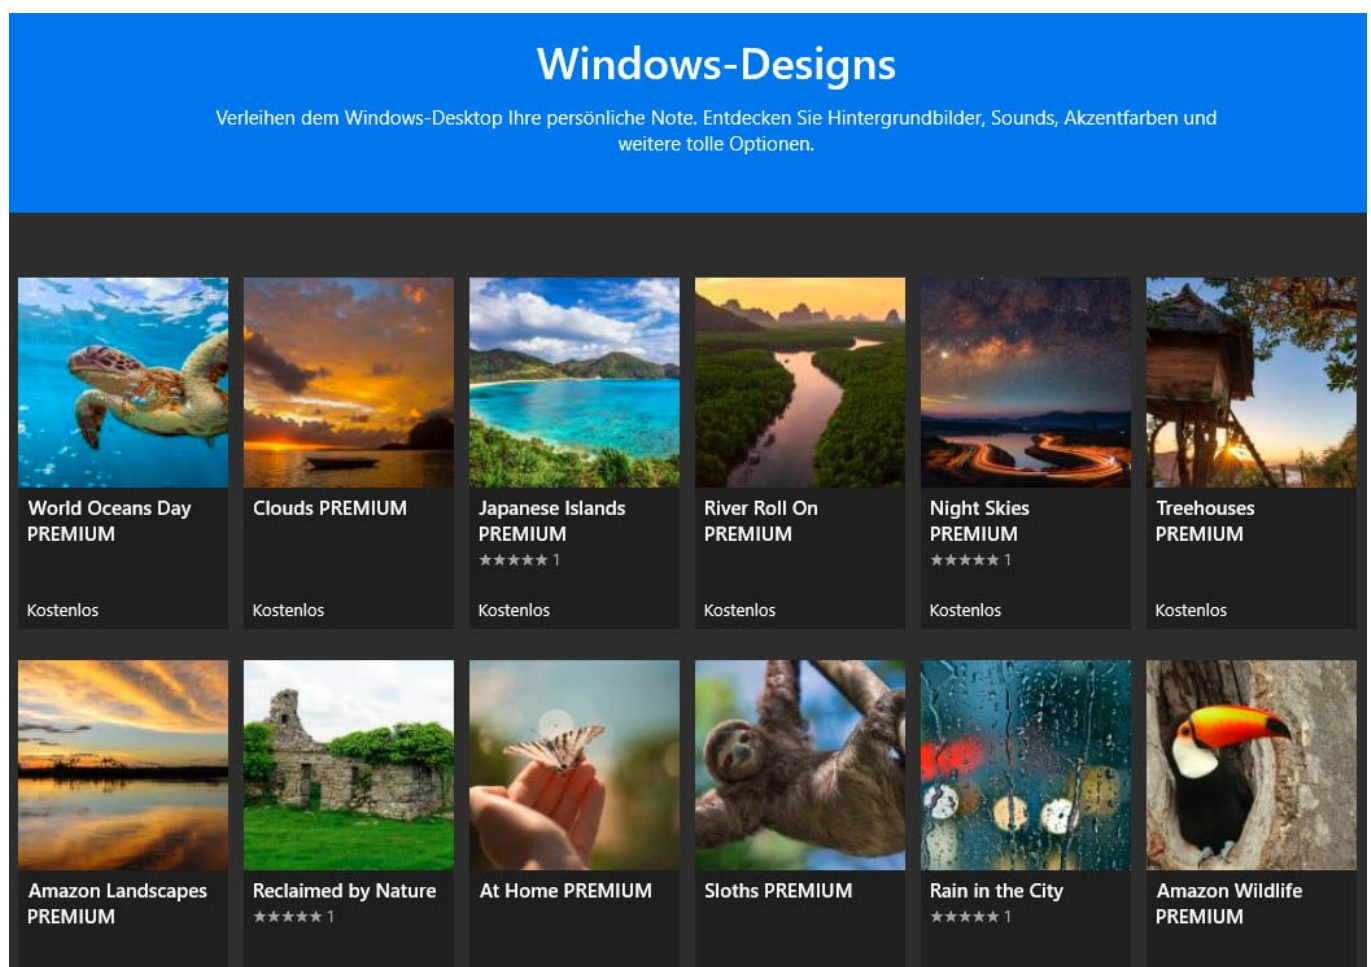 Windows-Designs
Verleihen dem Windows-Desktop Ihre persönliche Note. Entdecken Sie Hintergrundbilder, Sounds, Akzentfarben und
weitere tolle Optionen.
World Oceans Day
PREMIUM
Kostenlos
Clouds PREMIUM
Kostenlos
Japanese Islands
PREMIUM
★★★★★ 1
Kostenlos
River Roll On
PREMIUM
Kostenlos
Night Skies
PREMIUM
★★★★★ 1
Kostenlos
Treehouses
PREMIUM
Kostenlos
Amazon Landscapes
PREMIUM
Reclaimed by Nature
★★★★★ 1
At Home PREMIUM
Sloths PREMIUM
Rain in the City
★★★★★ 1
Amazon Wildlife
PREMIUM